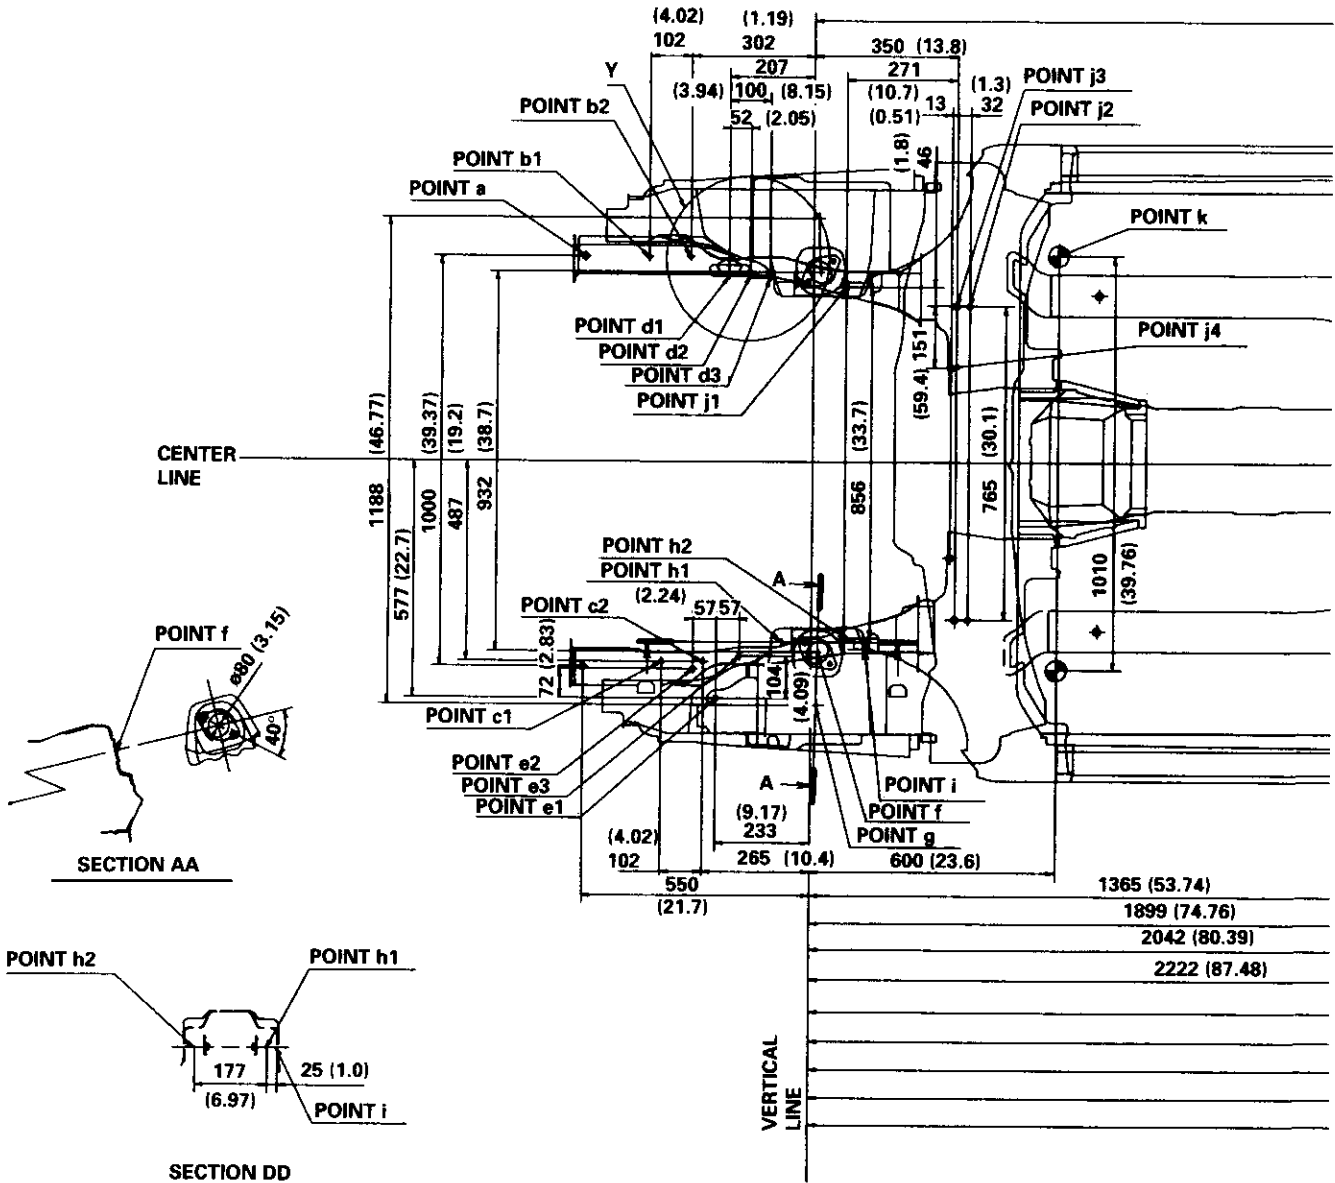 (4.02)
102
(1.19)
302
350 (13.8)
207
271
(3.94)
100
(8.15)
(10.7)
52
(2.05)
(0.51)
13
(1.3)
32
Y
POINT b2
POINT b1
POINT a
POINT j3
POINT j2
(1.8)
46
POINT k
POINT d1
POINT d2
POINT d3
POINT j1
POINT j4
151
(59.4)
(46.77)
(39.37)
(19.2)
(38.7)
(33.7)
(30.1)
CENTER
LINE
1188
577 (22.7)
1000
487
932
856
765
1010
(39.76)
POINT h2
POINT h1
(2.24)
57
57
A
POINT c2
72 (2.83)
104
(4.09)
POINT c1
POINT e2
POINT e3
POINT e1
A
POINT i
POINT f
POINT g
(9.17)
233
(4.02)
102
265 (10.4)
600 (23.6)
550
(21.7)
1365 (53.74)
1899 (74.76)
2042 (80.39)
2222 (87.48)
VERTICAL
LINE
POINT f
ø80 (3.15)
40°
SECTION AA
POINT h2
POINT h1
177
(6.97)
25 (1.0)
POINT i
SECTION DD